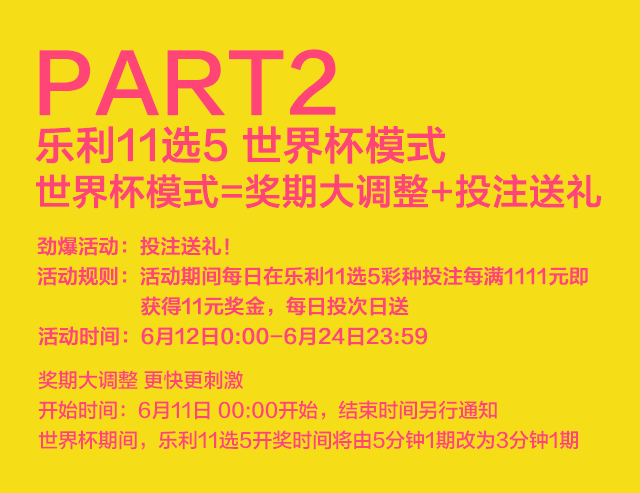 PART2
乐利11选5 世界杯模式
世界杯模式=奖期大调整+投注送礼
劲爆活动：投注送礼！
活动规则：活动期间每日在乐利11选5彩种投注每满1111元即
获得11元奖金，每日投次日送
活动时间：6月12日0:00-6月24日23:59
奖期大调整 更快更刺激
开始时间：6月11日 00:00开始，结束时间另行通知
世界杯期间，乐利11选5开奖时间将由5分钟1期改为3分钟1期